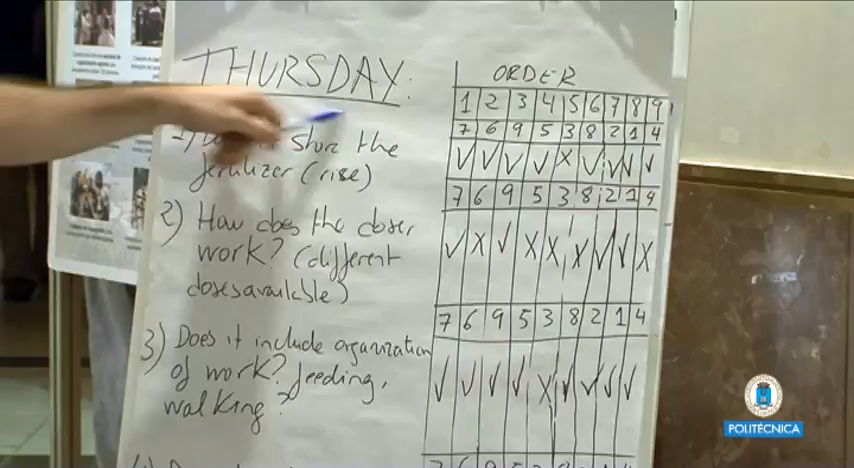 THURSDAY:
ORDER
1 2 3 4 5 6 7 8 9
7 6 9 5 3 8 2 1 4
1) the
fertilizer (rise)
✓ ✓ ✓ ✓ X ✓ ✓ ✓ ✓
7 6 9 5 3 8 2 1 4
2) How does the doser
work? (different
doses available)
✓ X ✓ X X X ✓ ✓ X
7 6 9 5 3 8 2 1 4
3) Does it include organization
of work? feeding,
walking?
✓ ✓ ✓ ✓ X ✓ ✓ ✓ ✓
POLITÉCNICA